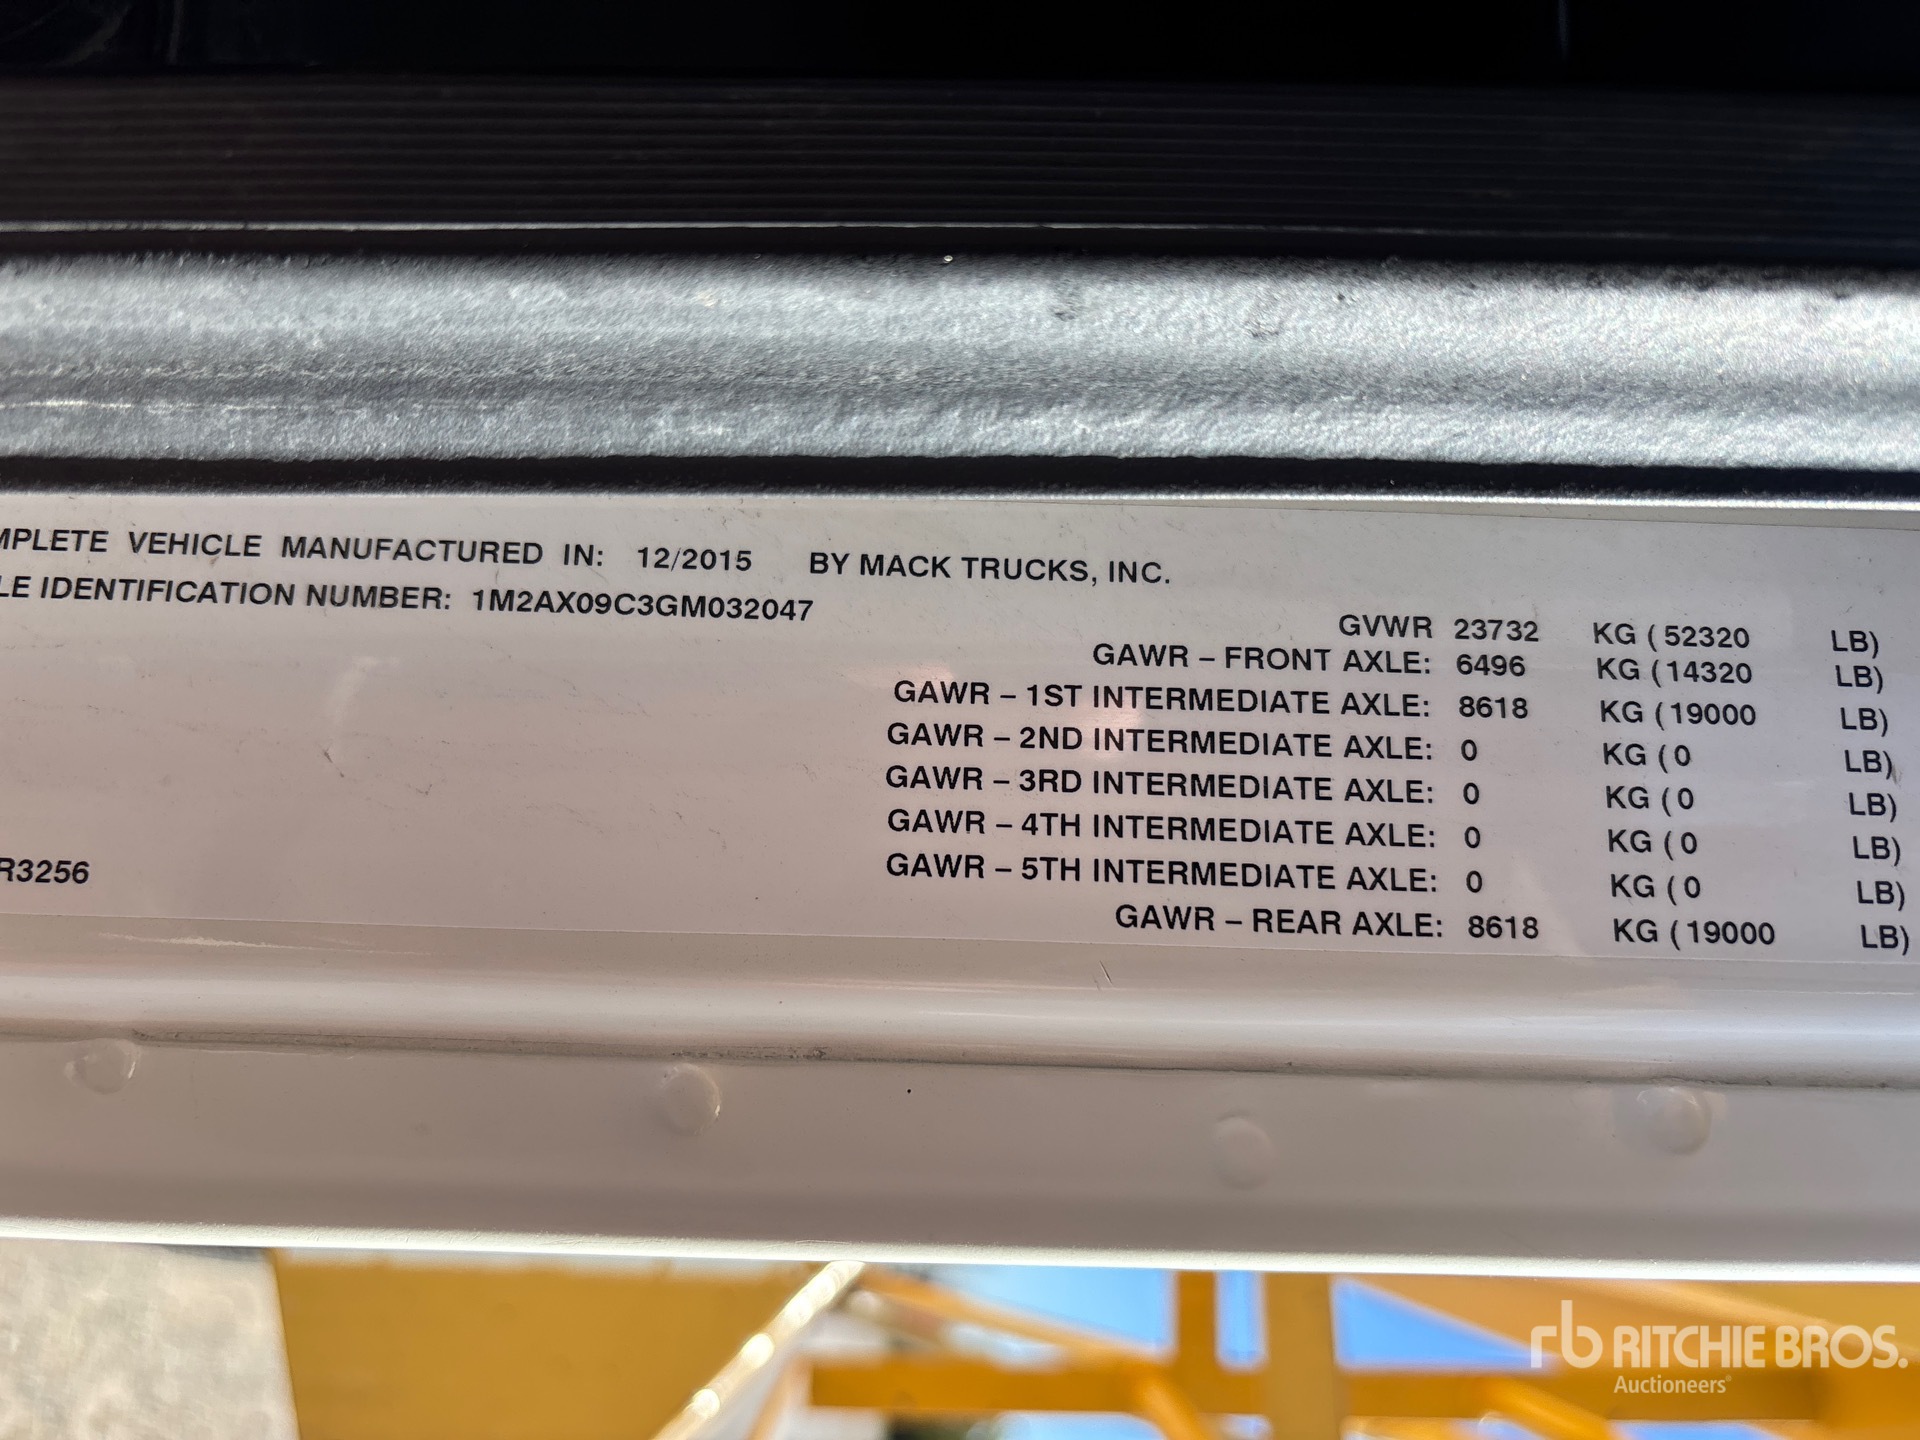 MPLETE VEHICLE MANUFACTURED IN: 12/2015 BY MACK TRUCKS, INC.
LE IDENTIFICATION NUMBER: 1M2AX09C3GM032047
GVWR 23732 KG (52320 LB)
GAWR – FRONT AXLE: 6496 KG (14320 LB)
GAWR – 1ST INTERMEDIATE AXLE: 8618 KG (19000 LB)
GAWR – 2ND INTERMEDIATE AXLE: 0 KG (0 LB)
GAWR – 3RD INTERMEDIATE AXLE: 0 KG (0 LB)
GAWR – 4TH INTERMEDIATE AXLE: 0 KG (0 LB)
R3256 GAWR – 5TH INTERMEDIATE AXLE: 0 KG (0 LB)
GAWR – REAR AXLE: 8618 KG (19000 LB)
rb RITCHIE BROS.
Auctioneers